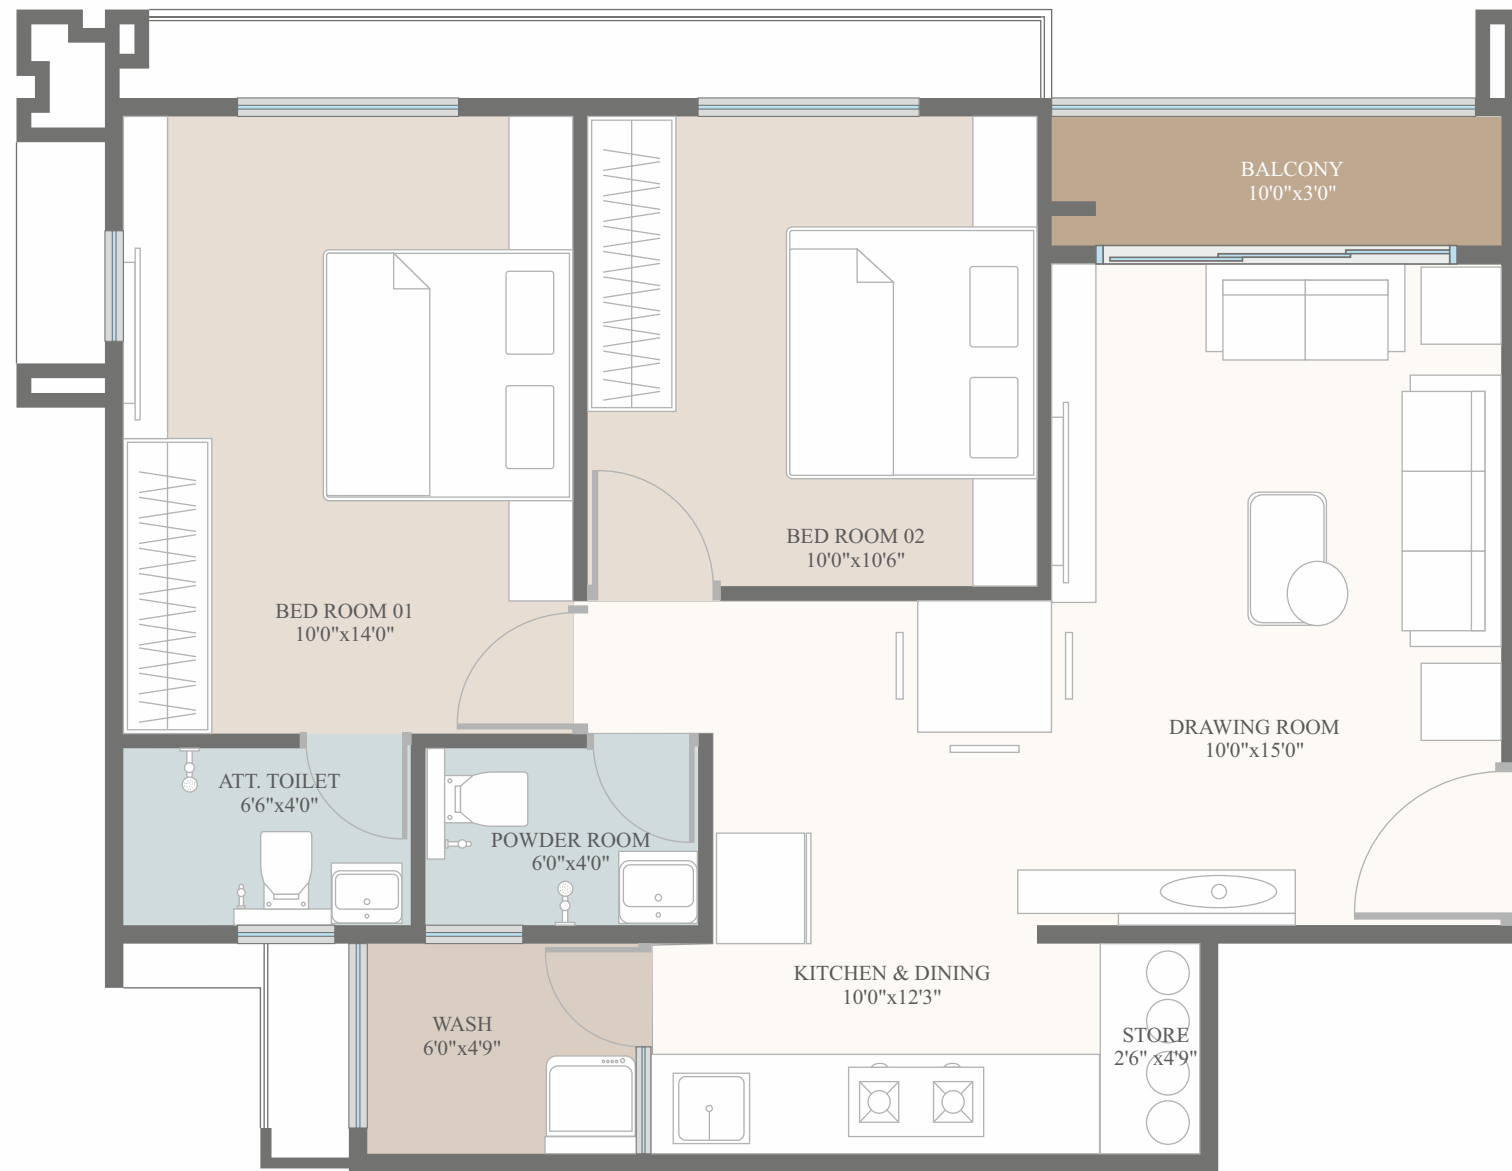 BALCONY
10'0"x3'0"
BED ROOM 02
10'0"x10'6"
BED ROOM 01
10'0"x14'0"
DRAWING ROOM
10'0"x15'0"
ATT. TOILET
6'6"x4'0"
POWDER ROOM
6'0"x4'0"
KITCHEN & DINING
10'0"x12'3"
WASH
6'0"x4'9"
STORE
2'6" x4'9"